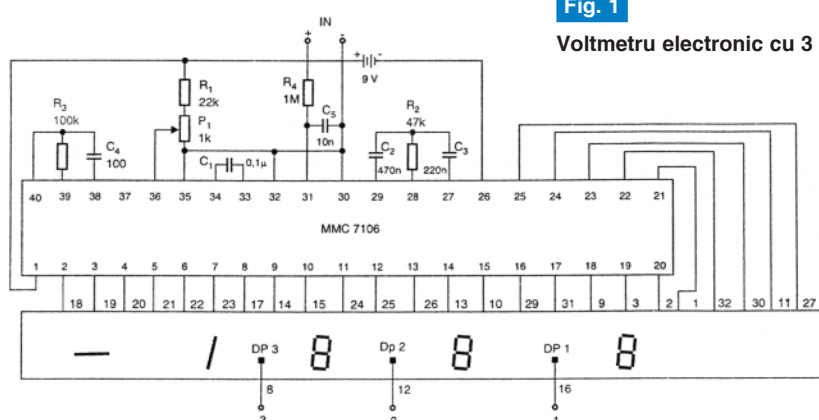 Fig. 1
Voltmetru electronic cu 3
IN
+ -
+ -
9 V
R3
100k
C4
100
R1
22k
P1
1k
C1 0,1µ
R4
1M
C5
10n
R2
47k
C2
470n
C3
220n
40 39 38 37 36 35 34 33 32 31 30 29 28 27 26 25 24 23 22 21
MMC 7106
1 2 3 4 5 6 7 8 9 10 11 12 13 14 15 16 17 18 19 20
18 19 20 21 22 23 17 14 15 24 25 26 13 10 29 31 9 3 2 1 32 30 11 27
DP 3 8 Dp 2 8 DP 1 8
8 12 16